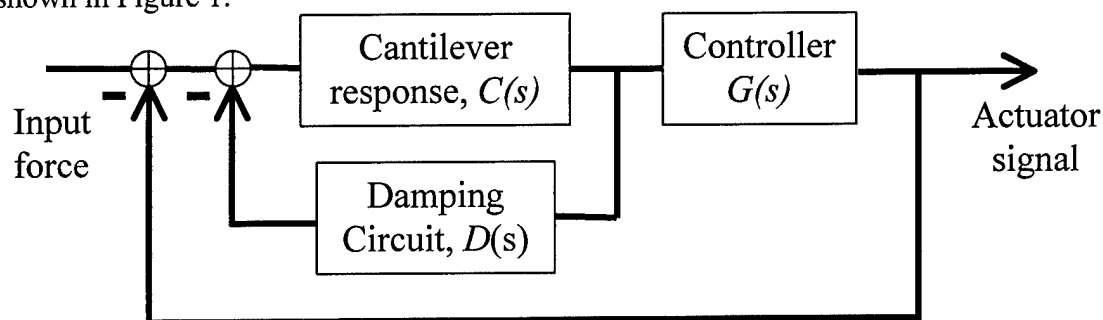 shown in Figure 1.
Cantilever
response, C(s)
Controller
G(s)
Input
force
Actuator
signal
Damping
Circuit, D(s)